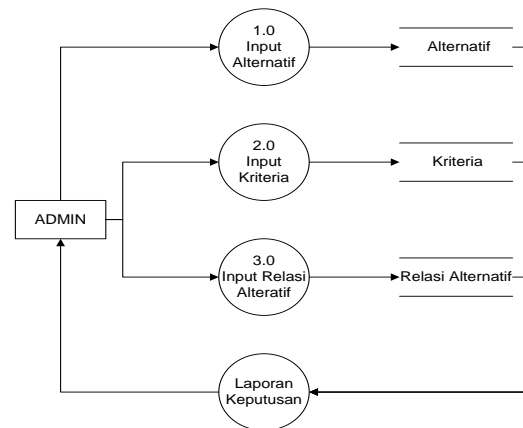 1.0
Input
Alternatif
Alternatif
2.0
Input
Kriteria
Kriteria
ADMIN
3.0
Input Relasi
Alteratif
Relasi Alternatif
Laporan
Keputusan